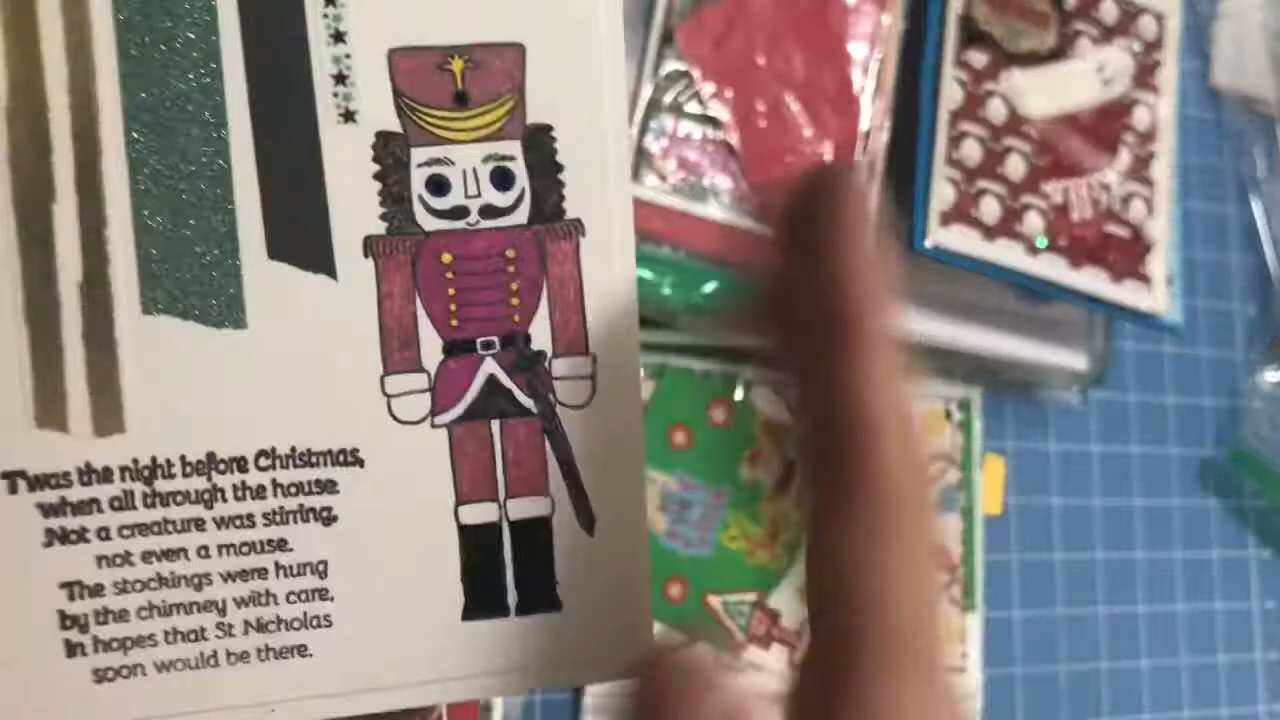 'Twas the night before Christmas,
when all through the house
Not a creature was stirring,
not even a mouse.
The stockings were hung
by the chimney with care,
In hopes that St Nicholas
soon would be there.